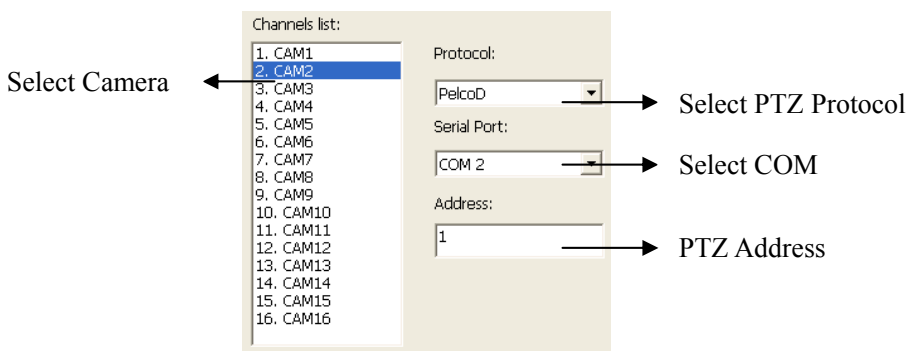 Channels list:
1. CAM1
2. CAM2
3. CAM3
4. CAM4
5. CAM5
6. CAM6
7. CAM7
8. CAM8
9. CAM9
10. CAM10
11. CAM11
12. CAM12
13. CAM13
14. CAM14
15. CAM15
16. CAM16
Select Camera
Protocol:
PelcoD
Select PTZ Protocol
Serial Port:
COM 2
Select COM
Address:
1
PTZ Address